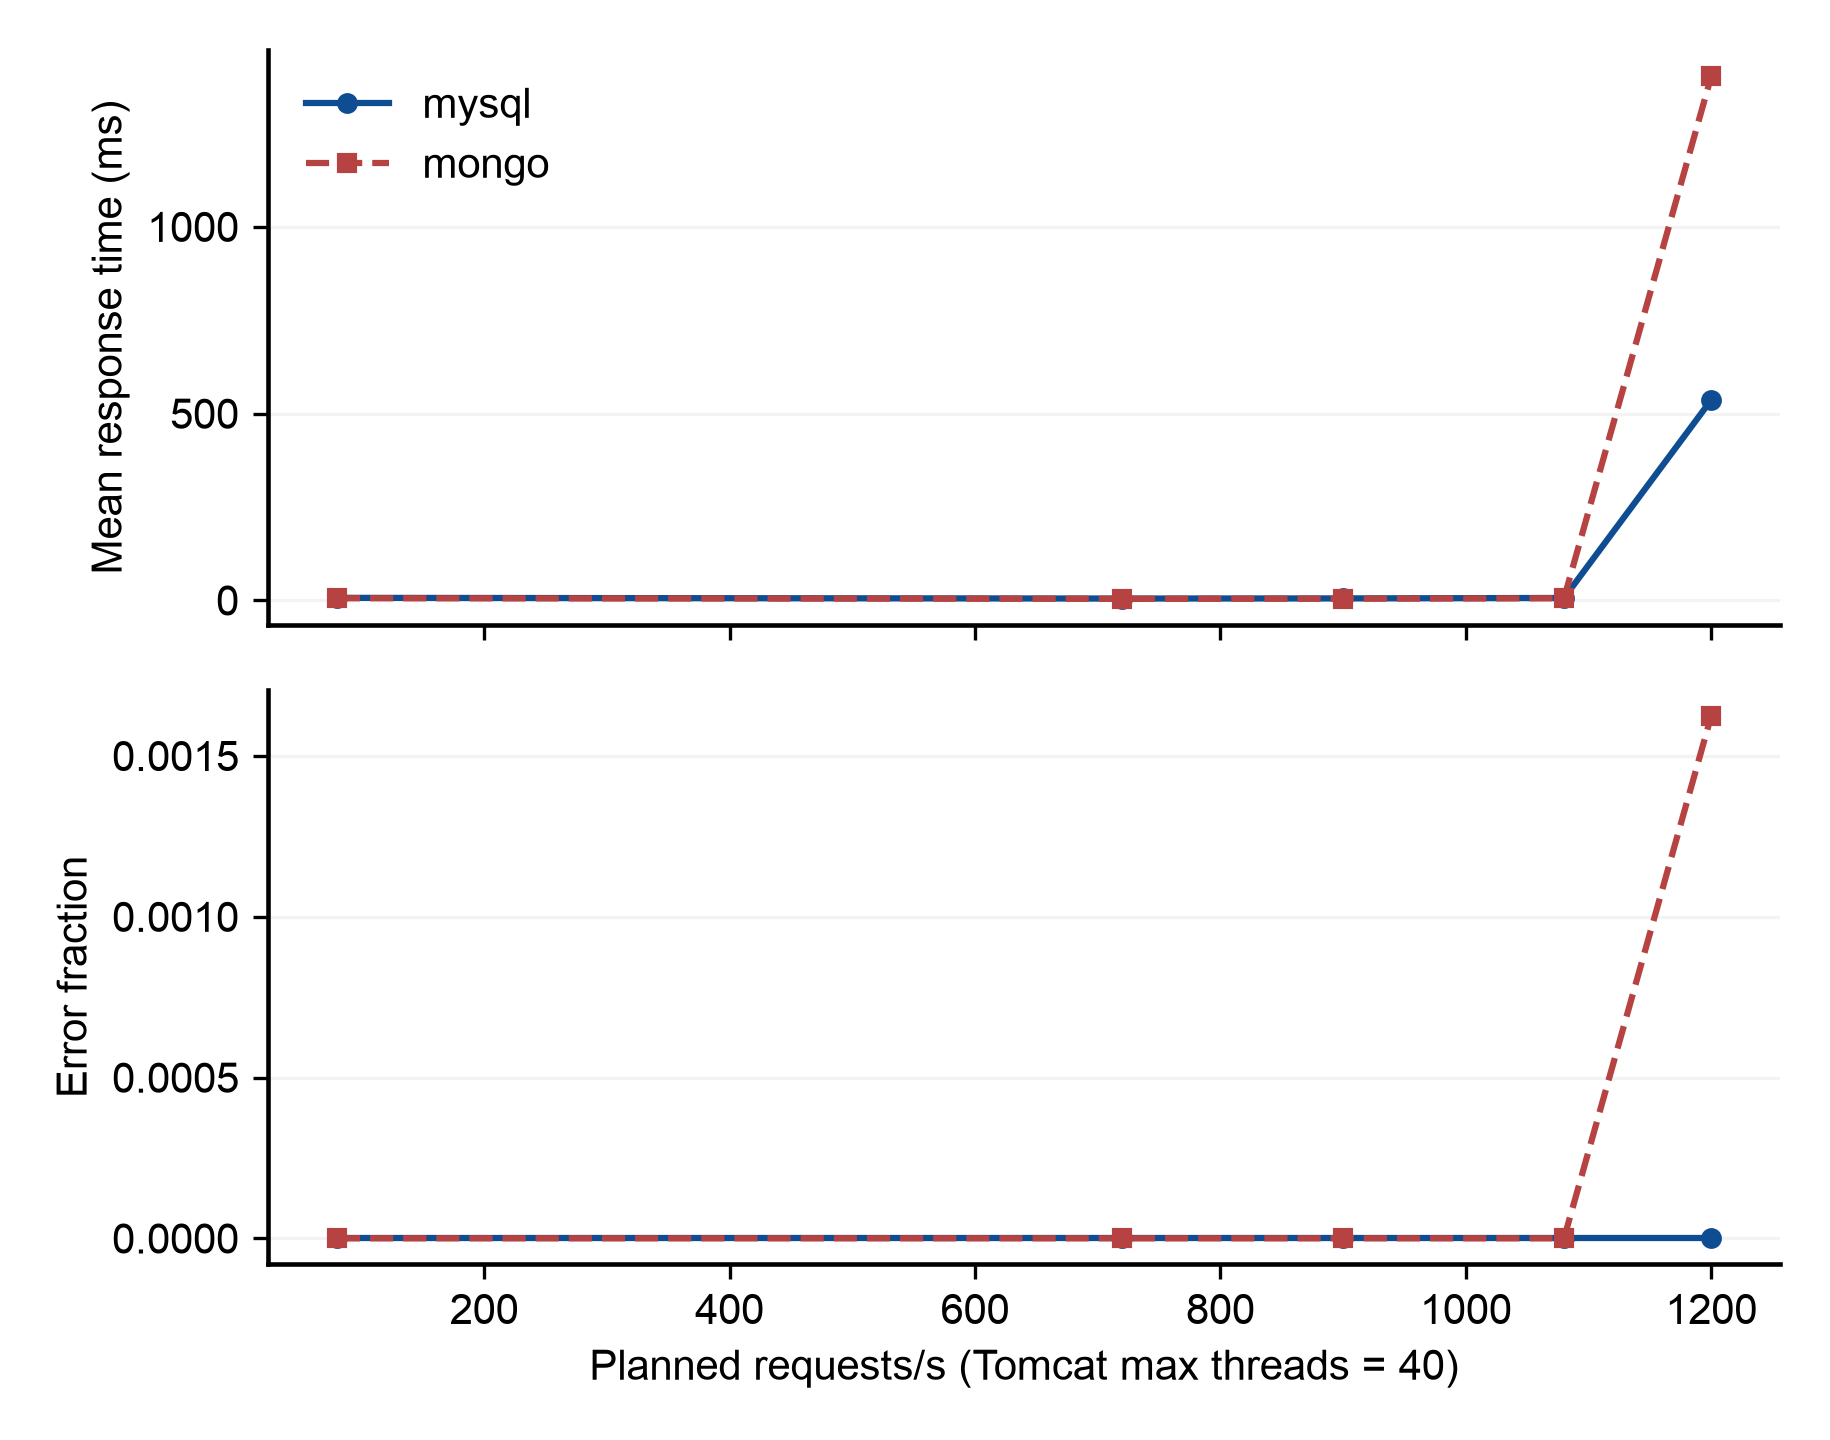 mysql
mongo
Mean response time (ms)
1000
500
0
Error fraction
0.0015
0.0010
0.0005
0.0000
200 400 600 800 1000 1200
Planned requests/s (Tomcat max threads = 40)